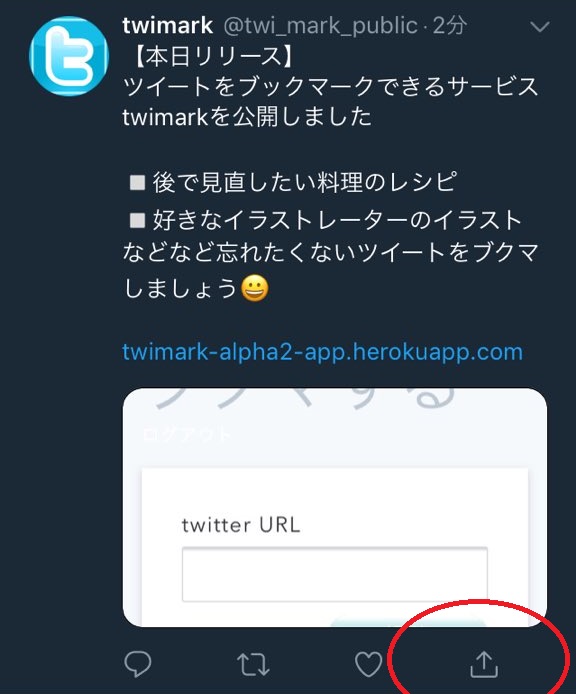 twimark @twi_mark_public · 2分
【本日リリース】
ツイートをブックマークできるサービス
twimarkを公開しました
◽後で見直したい料理のレシピ
◽好きなイラストレーターのイラスト
などなど忘れたくないツイートをブクマ
しましょう😀
twimark-alpha2-app.herokuapp.com
ブクマする
ログアウト
twitter URL